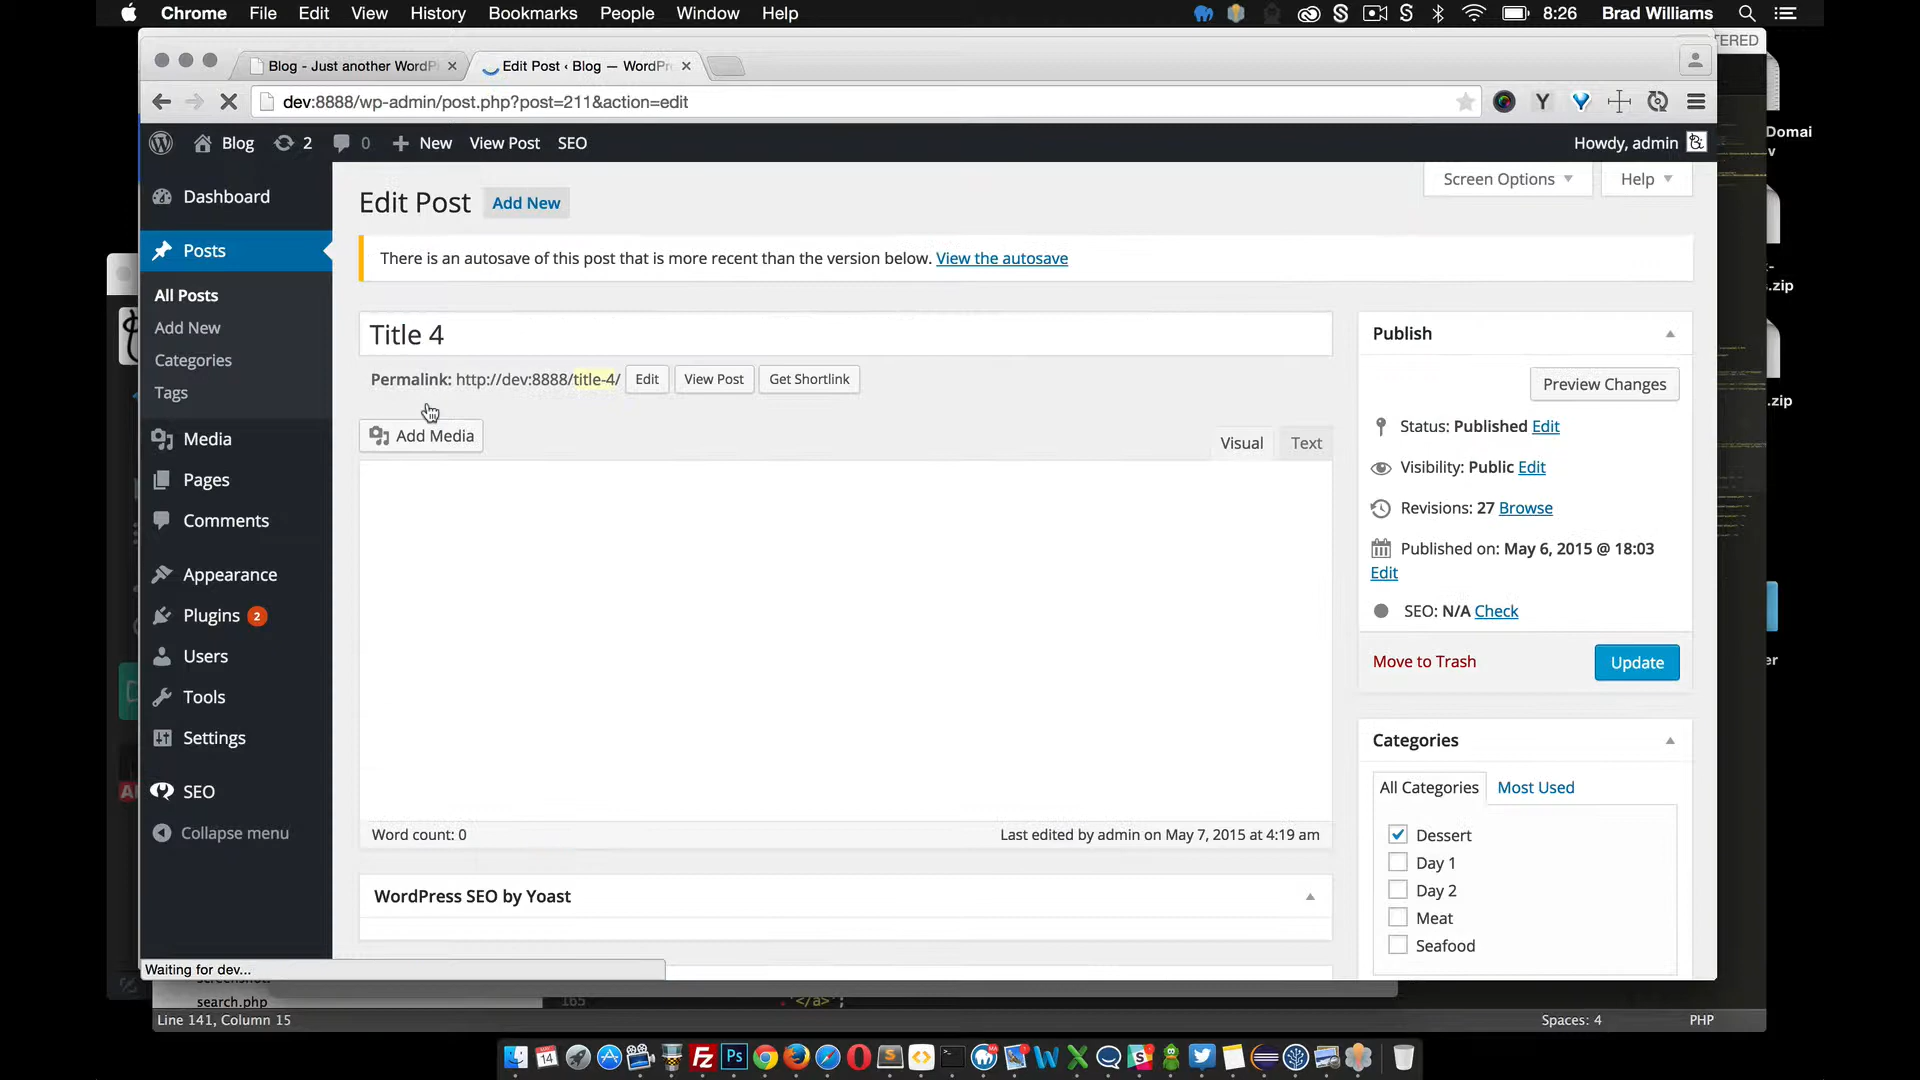 Chrome File Edit View History Bookmarks People Window Help
8:26 Brad Williams
TERED
Blog - Just another WordP
Edit Post ‹ Blog — WordPr
dev:8888/wp-admin/post.php?post=211&action=edit
Blog 2 0 New View Post SEO
Howdy, admin
Domai
v
Dashboard
Posts
All Posts
Add New
Categories
Tags
Media
Pages
Comments
Appearance
Plugins 2
Users
Tools
Settings
SEO
Collapse menu
Screen Options
Help
Edit Post Add New
There is an autosave of this post that is more recent than the version below. View the autosave
Title 4
Permalink: http://dev:8888/title-4/ Edit View Post Get Shortlink
Add Media
Visual Text
Word count: 0
Last edited by admin on May 7, 2015 at 4:19 am
WordPress SEO by Yoast
Publish
Preview Changes
Status: Published Edit
Visibility: Public Edit
Revisions: 27 Browse
Published on: May 6, 2015 @ 18:03
Edit
SEO: N/A Check
Move to Trash
Update
Categories
All Categories Most Used
Dessert
Day 1
Day 2
Meat
Seafood
s.zip
.zip
er
Waiting for dev...
search.php
165
.'</a>';
Line 141, Column 15
Spaces: 4
PHP